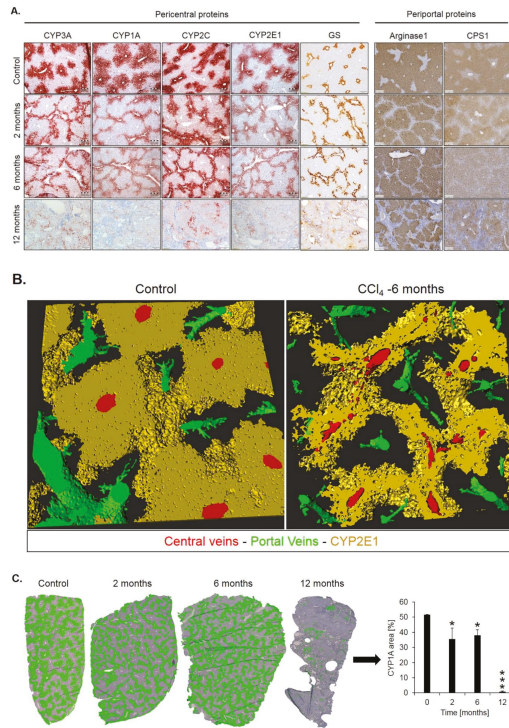 A.
Pericentral proteins
Periportal proteins
CYP3A CYP1A CYP2C CYP2E1 GS Arginase1 CPS1
Control
2 months
6 months
12 months
B.
Control CCl₄ -6 months
Central veins - Portal Veins - CYP2E1
C.
Control 2 months 6 months 12 months
CYP1A area [%]
60
50
40
30
20
10
0
* * ***
0 2 6 12
Time [months]